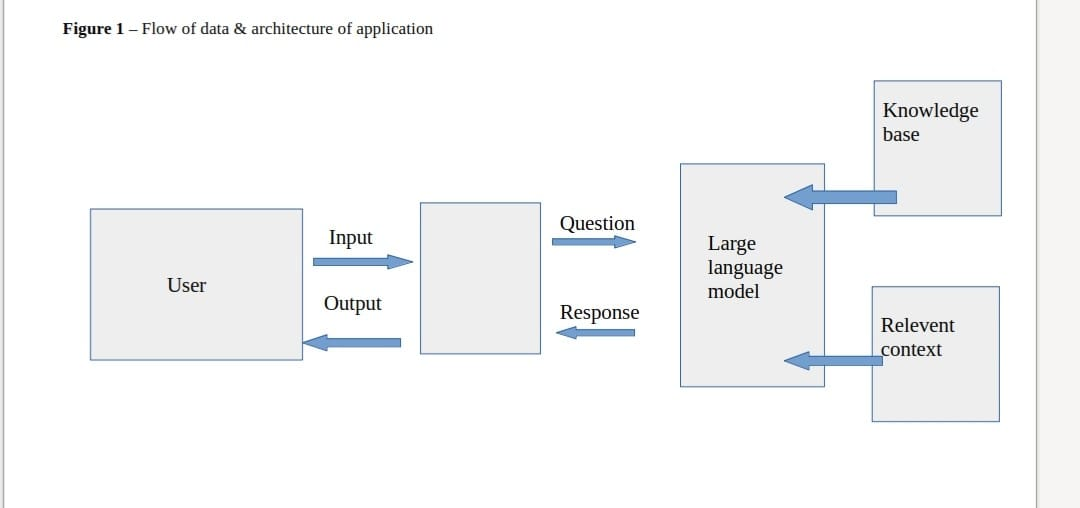 Figure 1 – Flow of data & architecture of application
Knowledge
base
User
Input
Output
Question
Response
Large
language
model
Relevent
context